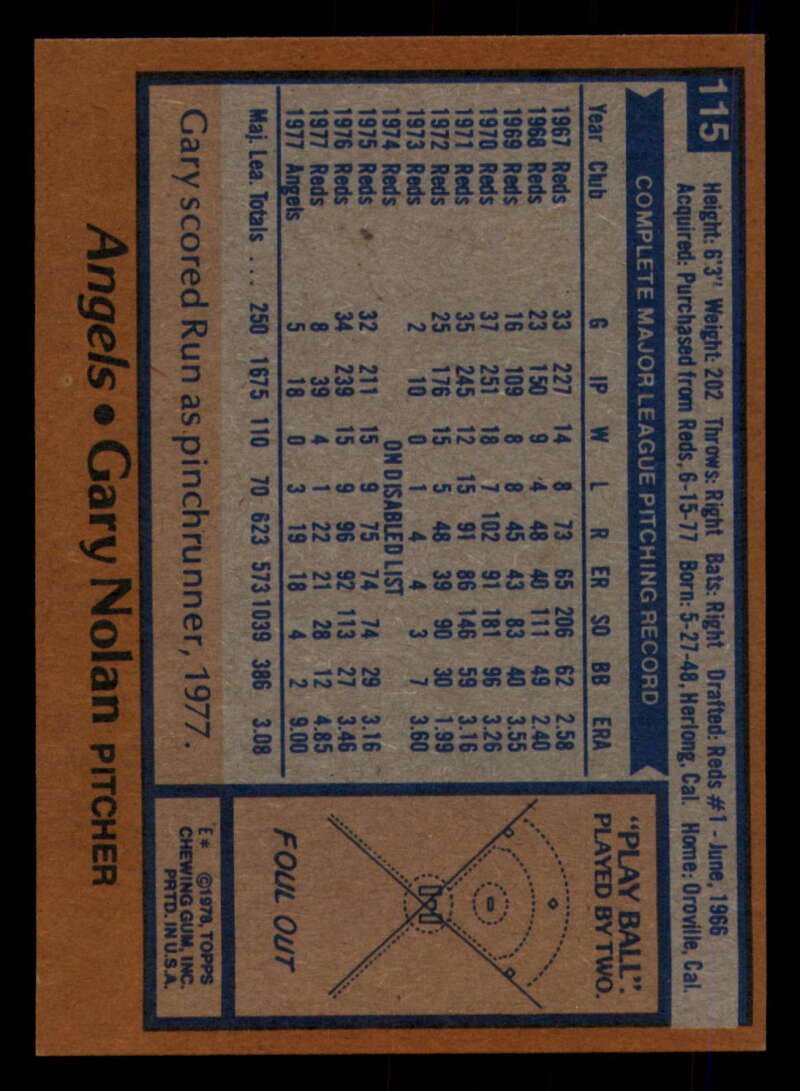 115
Height: 6'3" Weight: 202 Throws: Right Bats: Right Drafted: Reds #1 - June, 1966
Acquired: Purchased from Reds, 6-15-77 Born: 5-27-48, Herlong, Cal. Home: Oroville, Cal.
COMPLETE MAJOR LEAGUE PITCHING RECORD
Year Club G IP W L R ER SO BB ERA
1967 Reds 33 227 14 8 73 65 206 62 2.58
1968 Reds 23 150 9 4 48 40 111 49 2.40
1969 Reds 16 109 8 8 45 43 83 40 3.55
1970 Reds 37 251 18 7 102 91 181 96 3.26
1971 Reds 35 245 12 15 91 86 146 59 3.16
1972 Reds 25 176 15 5 48 39 90 30 1.99
1973 Reds 2 10 0 1 4 4 3 7 3.60
1974 Reds ON DISABLED LIST
1975 Reds 32 211 15 9 75 74 74 29 3.16
1976 Reds 34 239 15 9 96 92 113 27 3.46
1977 Reds 8 39 4 1 22 21 28 12 4.85
1977 Angels 5 18 0 3 19 18 4 2 9.00
Maj. Lea. Totals ... 250 1675 110 70 623 573 1039 386 3.08
Gary scored Run as pinchrunner, 1977.
"PLAY BALL".
PLAYED BY TWO.
FOUL OUT
E* ©1978, TOPPS
CHEWING GUM, INC.
PRTD. IN U.S.A.
Angels • Gary Nolan PITCHER